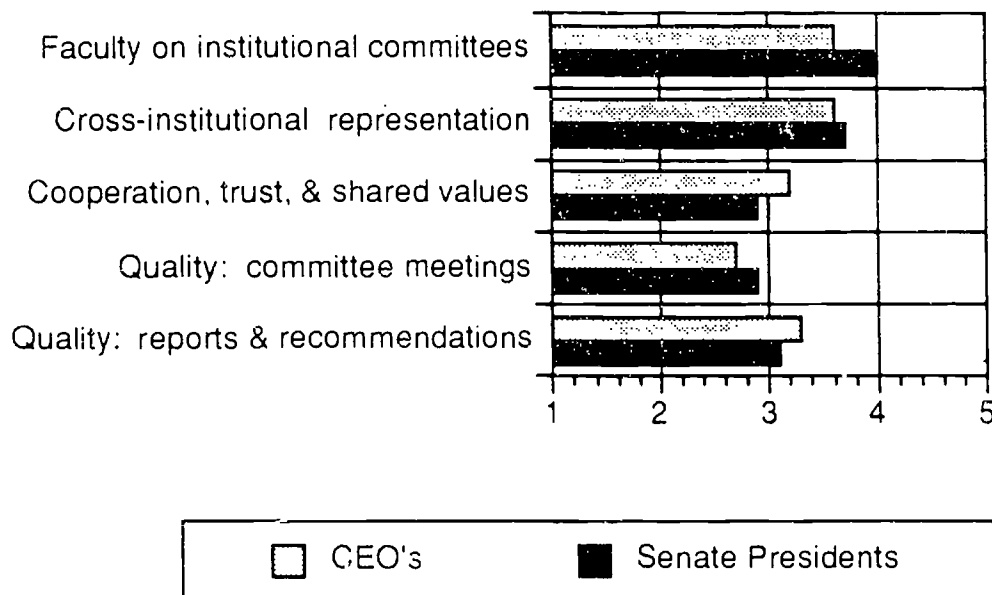 Faculty on institutional committees
Cross-institutional representation
Cooperation, trust, & shared values
Quality: committee meetings
Quality: reports & recommendations
1 2 3 4 5
CEO's Senate Presidents